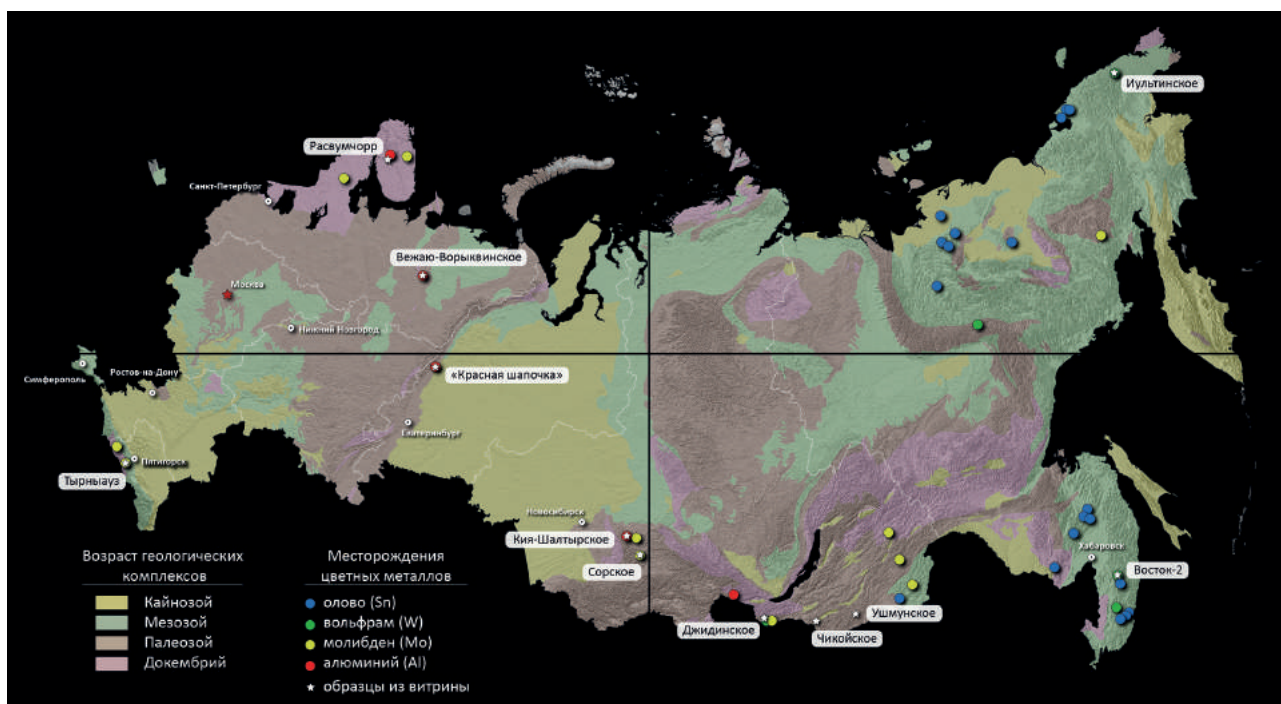 Иультинское
Расвумчорр
Санкт-Петербург
Вежаю-Ворыквинское
Москва
Нижний Новгород
Симферополь
Ростов-на-Дону
«Красная шапочка»
Екатеринбург
Пятигорск
Тырныауз
Новосибирск
Кия-Шалтырское
Сорское
Хабаровск
Восток-2
Ушмунское
Джидинское
Чикойское
Возраст геологических
комплексов
Кайнозой
Мезозой
Палеозой
Докембрий
Месторождения
цветных металлов
олово (Sn)
вольфрам (W)
молибден (Mo)
алюминий (Al)
образцы из витрины